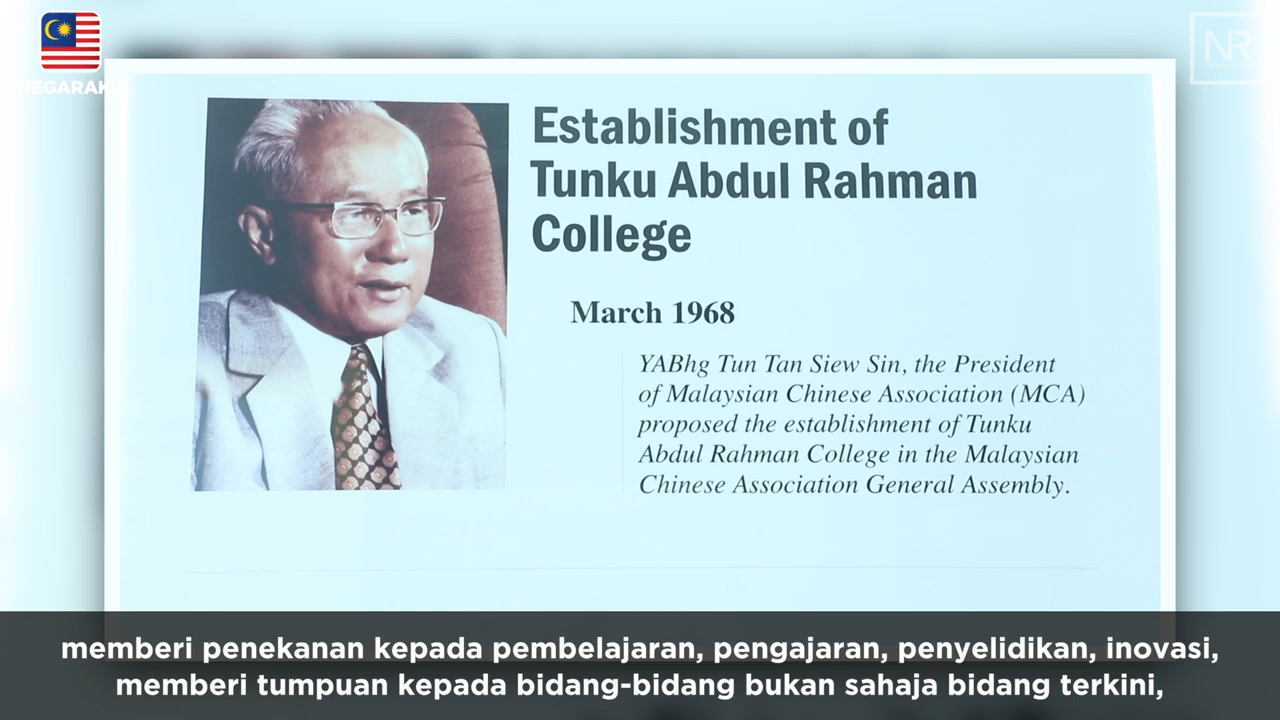 NEGARAKU
NR
Establishment of
Tunku Abdul Rahman
College
March 1968
YABhg Tun Tan Siew Sin, the President
of Malaysian Chinese Association (MCA)
proposed the establishment of Tunku
Abdul Rahman College in the Malaysian
Chinese Association General Assembly.
memberi penekanan kepada pembelajaran, pengajaran, penyelidikan, inovasi,
memberi tumpuan kepada bidang-bidang bukan sahaja bidang terkini,